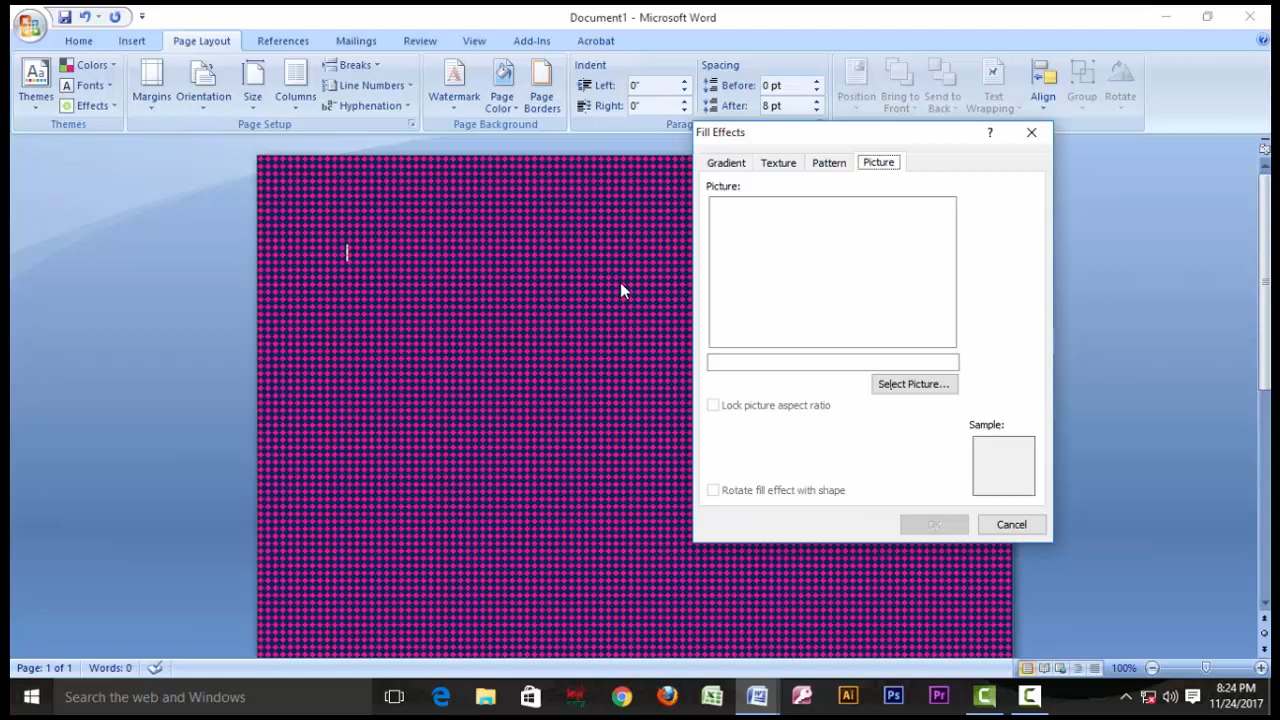 Document1 - Microsoft Word
Home Insert Page Layout References Mailings Review View Add-Ins Acrobat
Themes
Colors
Fonts
Effects
Themes
Margins
Orientation
Size
Columns
Breaks
Line Numbers
Hyphenation
Page Setup
Watermark
Page Color
Page Borders
Page Background
Indent
Left: 0"
Right: 0"
Spacing
Before: 0 pt
After: 8 pt
Parag
Position
Bring to Front
Send to Back
Text Wrapping
Align
Group
Rotate
Fill Effects
?
Gradient Texture Pattern Picture
Picture:
Select Picture...
Lock picture aspect ratio
Sample:
Rotate fill effect with shape
OK Cancel
Page: 1 of 1 Words: 0 100%
Search the web and Windows
Ai Ps Pr
8:24 PM
11/24/2017